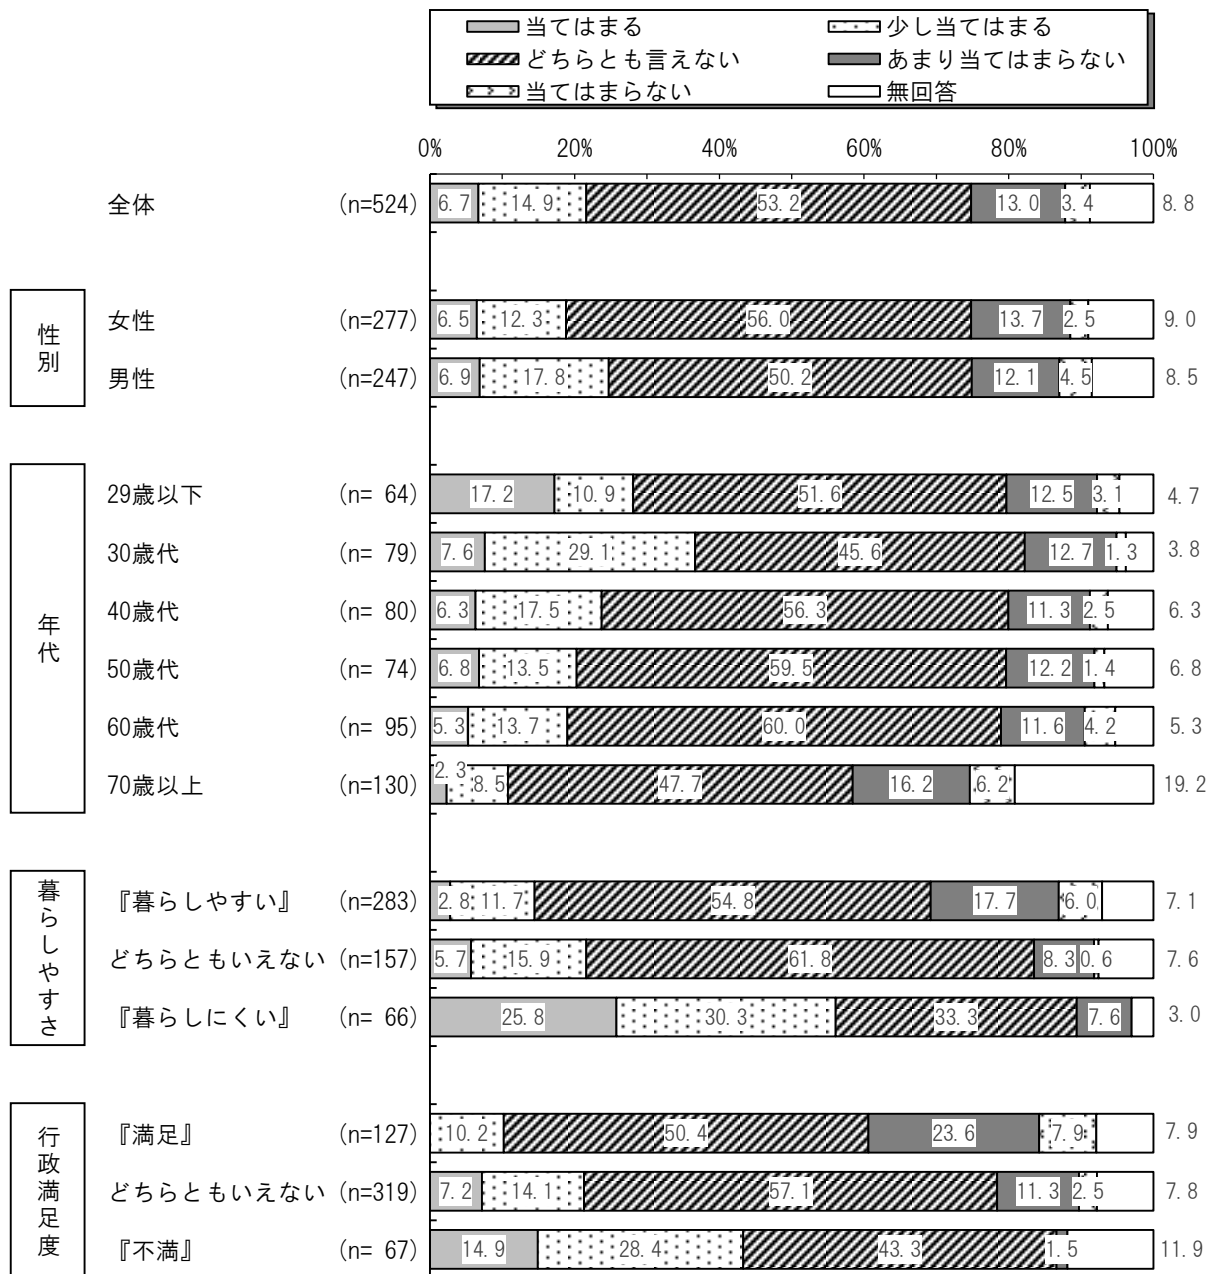 当てはまる 少し当てはまる
どちらとも言えない あまり当てはまらない
当てはまらない 無回答
0% 20% 40% 60% 80% 100%
全体 (n=524) 6.7 14.9 53.2 13.0 3.4 8.8
性別
女性 (n=277) 6.5 12.3 56.0 13.7 2.5 9.0
男性 (n=247) 6.9 17.8 50.2 12.1 4.5 8.5
年代
29歳以下 (n= 64) 17.2 10.9 51.6 12.5 3.1 4.7
30歳代 (n= 79) 7.6 29.1 45.6 12.7 1.3 3.8
40歳代 (n= 80) 6.3 17.5 56.3 11.3 2.5 6.3
50歳代 (n= 74) 6.8 13.5 59.5 12.2 1.4 6.8
60歳代 (n= 95) 5.3 13.7 60.0 11.6 4.2 5.3
70歳以上 (n=130) 2.3 8.5 47.7 16.2 6.2 19.2
暮らしやすさ
『暮らしやすい』 (n=283) 2.8 11.7 54.8 17.7 6.0 7.1
どちらともいえない (n=157) 5.7 15.9 61.8 8.3 0.6 7.6
『暮らしにくい』 (n= 66) 25.8 30.3 33.3 7.6 3.0
行政満足度
『満足』 (n=127) 10.2 50.4 23.6 7.9 7.9
どちらともいえない (n=319) 7.2 14.1 57.1 11.3 2.5 7.8
『不満』 (n= 67) 14.9 28.4 43.3 1.5 11.9